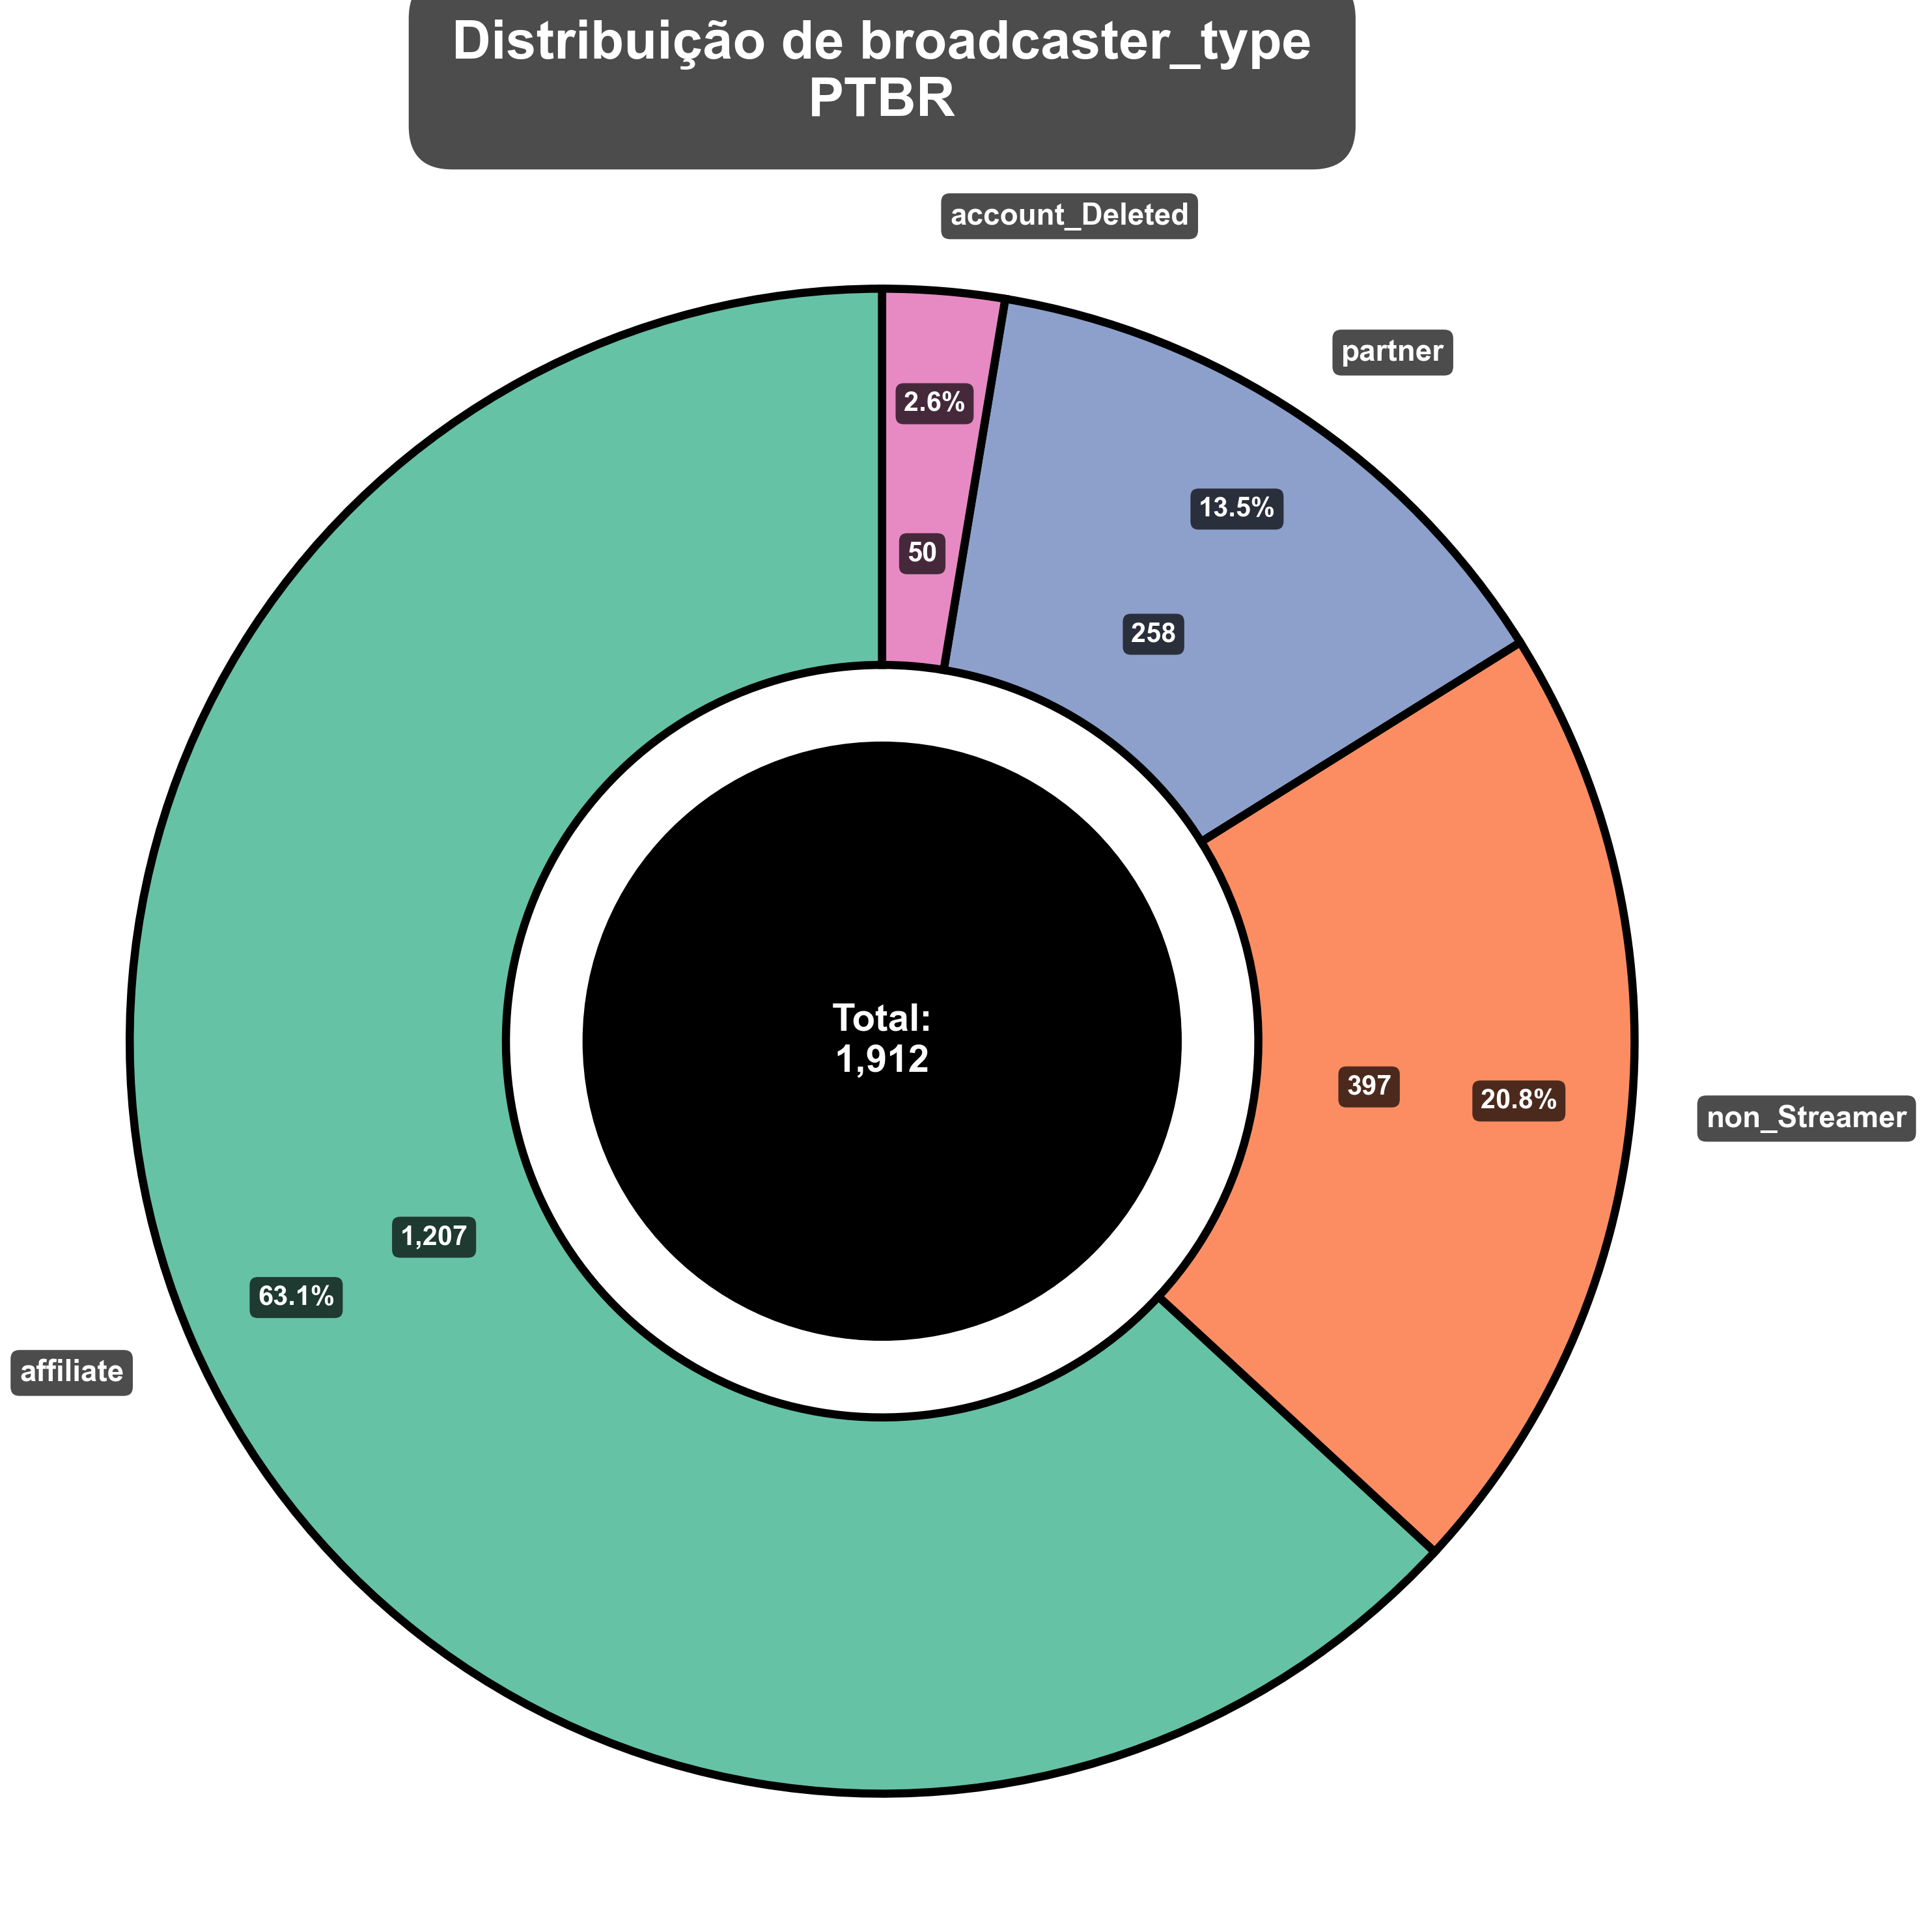 Distribuição de broadcaster_type
PTBR
account_Deleted
partner
2.6%
13.5%
50
258
Total:
1,912
397
20.8%
non_Streamer
1,207
63.1%
affiliate